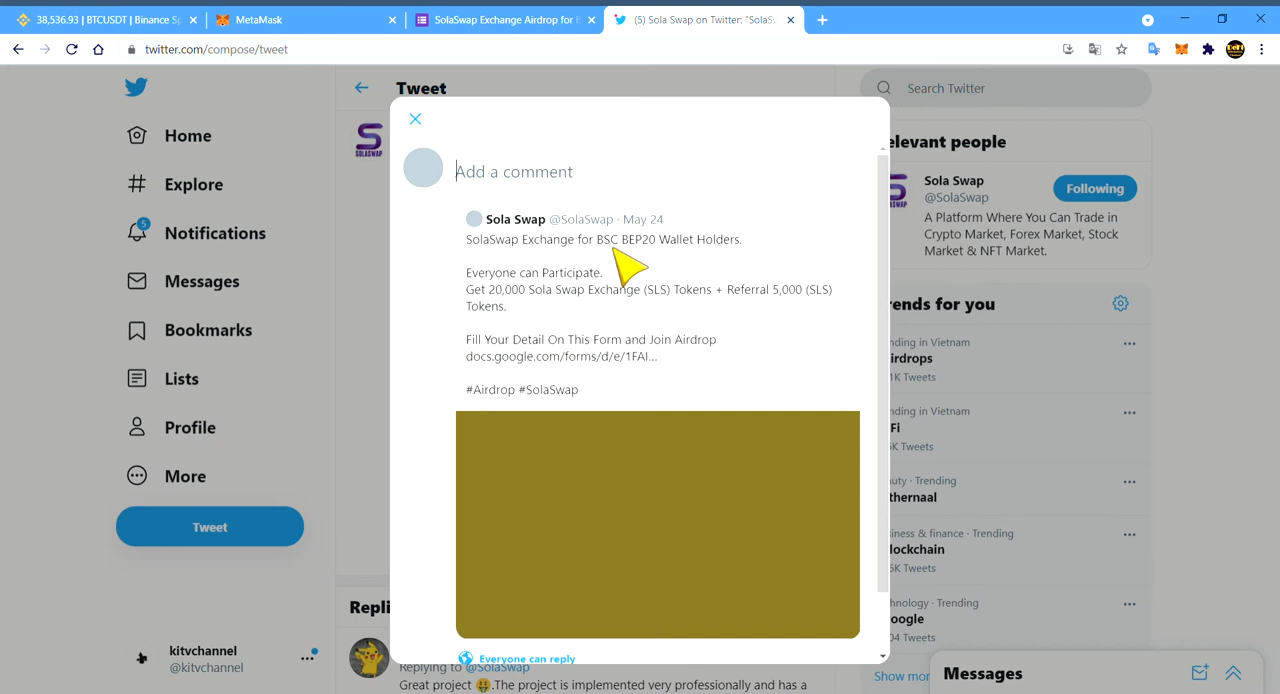 38,536.93 | BTCUSDT | Binance Sp
MetaMask
SolaSwap Exchange Airdrop for B
(5) Sola Swap on Twitter: "SolaS
twitter.com/compose/tweet
Home
Explore
5
Notifications
Messages
Bookmarks
Lists
Profile
More
Tweet
kitvchannel
@kitvchannel
Tweet
SOLASWAP
Add a comment
Sola Swap @SolaSwap · May 24
SolaSwap Exchange for BSC BEP20 Wallet Holders.
Everyone can Participate.
Get 20,000 Sola Swap Exchange (SLS) Tokens + Referral 5,000 (SLS)
Tokens.
Fill Your Detail On This Form and Join Airdrop
docs.google.com/forms/d/e/1FAI...
#Airdrop #SolaSwap
Everyone can reply
Repli
Replying to @SolaSwap
Great project 🤑.The project is implemented very professionally and has a
Search Twitter
elevant people
Sola Swap
@SolaSwap
Following
A Platform Where You Can Trade in
Crypto Market, Forex Market, Stock
Market & NFT Market.
ends for you
nding in Vietnam
irdrops
1K Tweets
nding in Vietnam
Fi
K Tweets
auty · Trending
thernaal
iness & finance · Trending
lockchain
5K Tweets
hnology · Trending
oogle
04 Tweets
Show mor
Messages